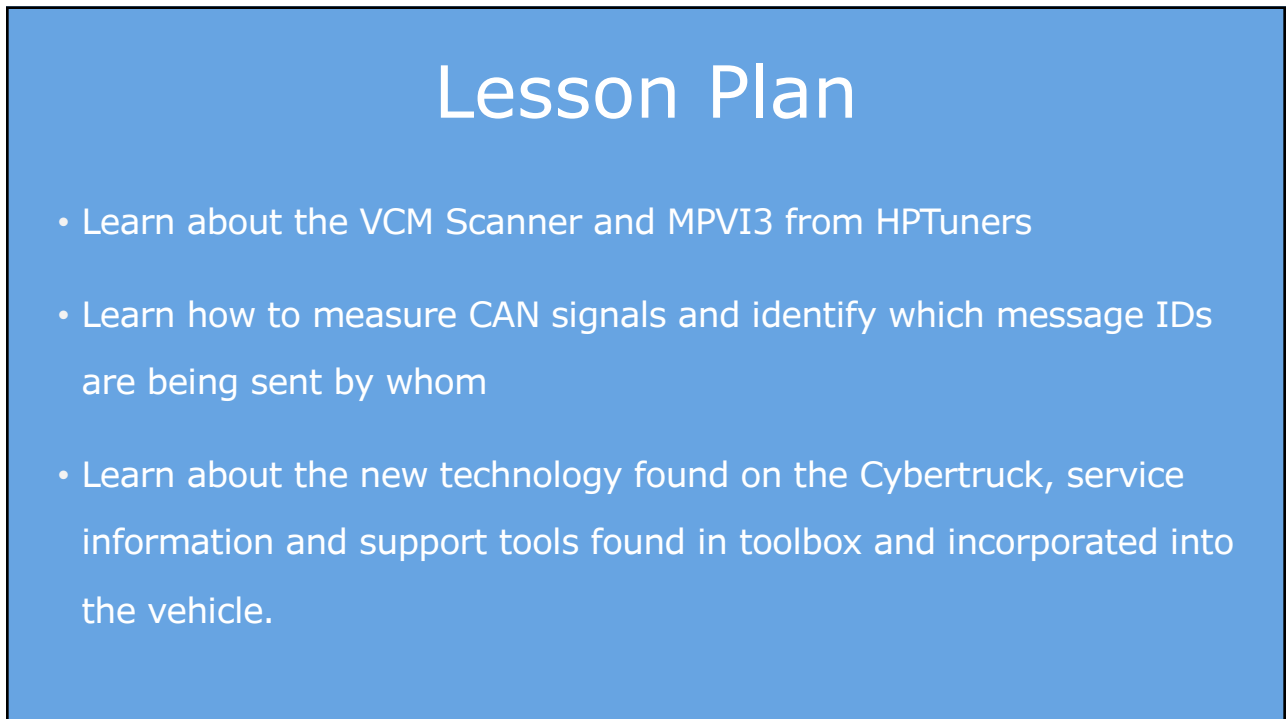 Lesson Plan
• Learn about the VCM Scanner and MPVI3 from HPTuners
• Learn how to measure CAN signals and identify which message IDs
are being sent by whom
• Learn about the new technology found on the Cybertruck, service
information and support tools found in toolbox and incorporated into
the vehicle.